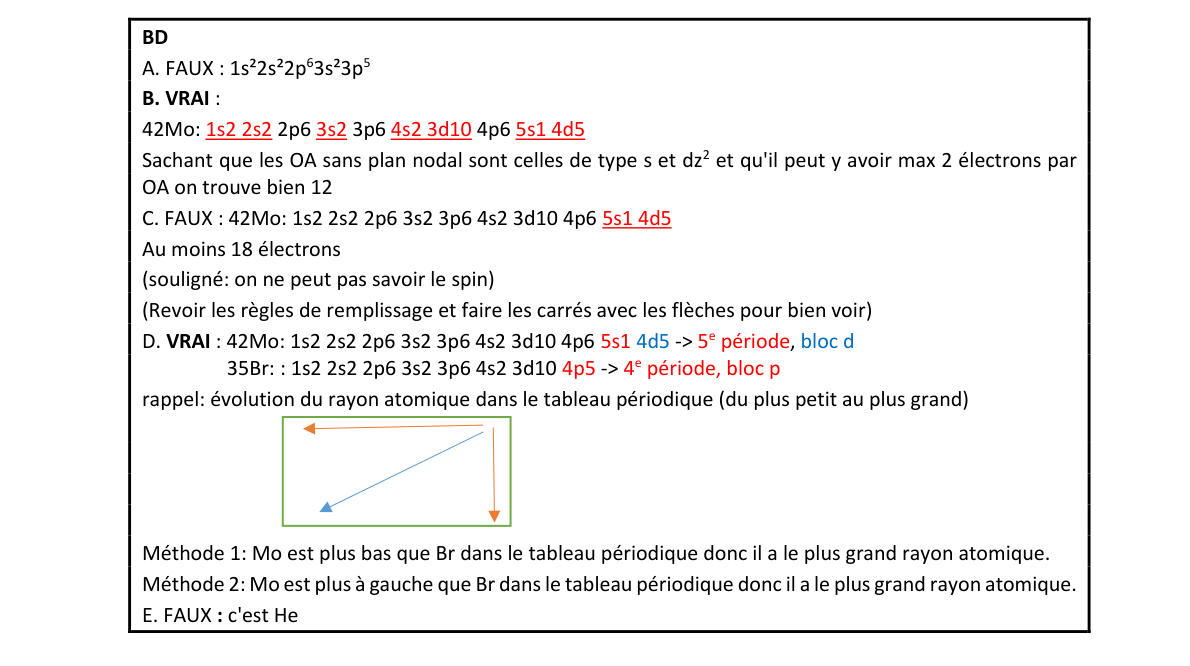 BD
A. FAUX : 1s²2s²2p⁶3s²3p⁵
B. VRAI :
42Mo: 1s2 2s2 2p6 3s2 3p6 4s2 3d10 4p6 5s1 4d5
Sachant que les OA sans plan nodal sont celles de type s et dz² et qu'il peut y avoir max 2 électrons par
OA on trouve bien 12
C. FAUX : 42Mo: 1s2 2s2 2p6 3s2 3p6 4s2 3d10 4p6 5s1 4d5
Au moins 18 électrons
(souligné: on ne peut pas savoir le spin)
(Revoir les règles de remplissage et faire les carrés avec les flèches pour bien voir)
D. VRAI : 42Mo: 1s2 2s2 2p6 3s2 3p6 4s2 3d10 4p6 5s1 4d5 -> 5ᵉ période, bloc d
35Br: : 1s2 2s2 2p6 3s2 3p6 4s2 3d10 4p5 -> 4ᵉ période, bloc p
rappel: évolution du rayon atomique dans le tableau périodique (du plus petit au plus grand)
Méthode 1: Mo est plus bas que Br dans le tableau périodique donc il a le plus grand rayon atomique.
Méthode 2: Mo est plus à gauche que Br dans le tableau périodique donc il a le plus grand rayon atomique.
E. FAUX : c'est He